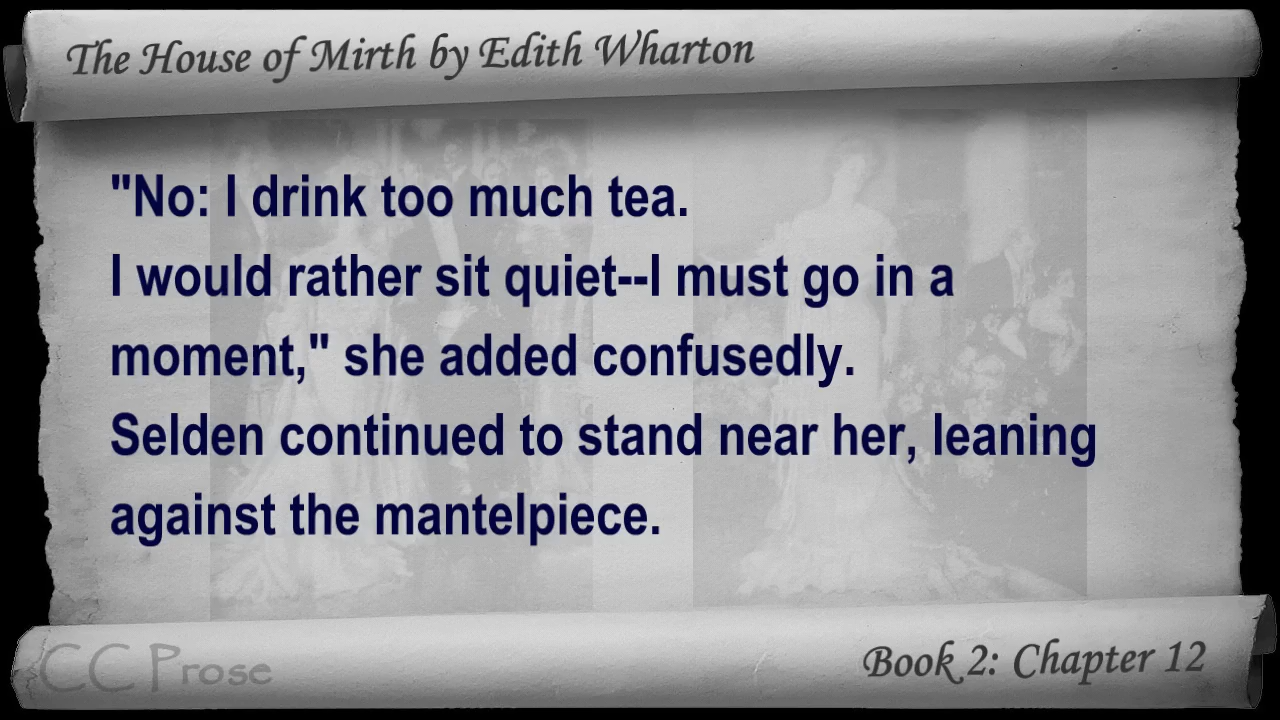 The House of Mirth by Edith Wharton
"No: I drink too much tea.
I would rather sit quiet--I must go in a
moment," she added confusedly.
Selden continued to stand near her, leaning
against the mantelpiece.
CC Prose
Book 2: Chapter 12